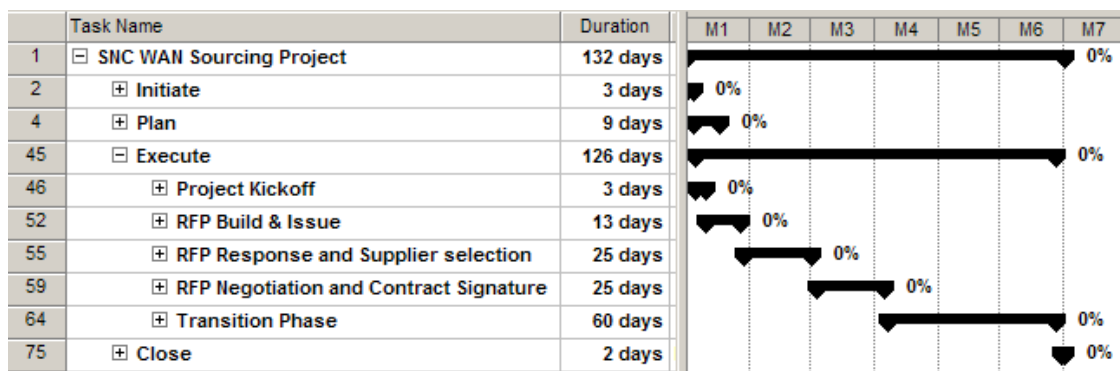 Task Name Duration M1 M2 M3 M4 M5 M6 M7
1 SNC WAN Sourcing Project 132 days 0%
2 Initiate 3 days 0%
4 Plan 9 days 0%
45 Execute 126 days 0%
46 Project Kickoff 3 days 0%
52 RFP Build & Issue 13 days 0%
55 RFP Response and Supplier selection 25 days 0%
59 RFP Negotiation and Contract Signature 25 days 0%
64 Transition Phase 60 days 0%
75 Close 2 days 0%